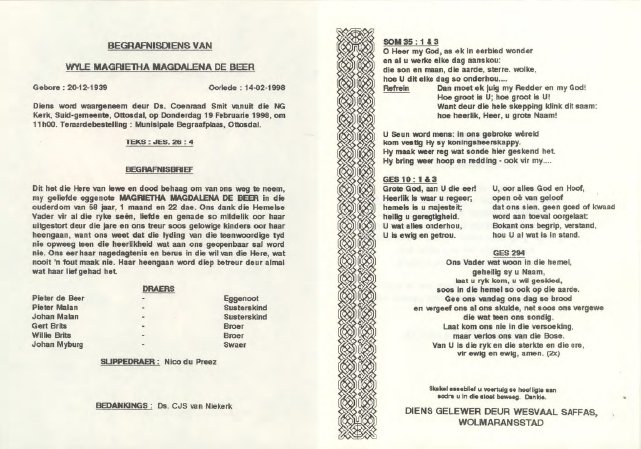 BEGRAFNISDIENS VAN
WYLE MAGRIETHA MAGDALENA DE BEER
Gebore : 20-12-1939 Oorlede : 14-02-1998
Diens word waargeneem deur Ds. Coenraad Smit vanuit die NG
Kerk, Suid-gemeente, Ottosdal, op Donderdag 19 Februarie 1998, om
11h00. Teraardebestelling : Munisipale Begraafplaas, Ottosdal.
TEKS : JES. 26 : 4
BEGRAFNISBRIEF
Dit het die Here van lewe en dood behaag om van ons weg te neem,
my geliefde eggenote MAGRIETHA MAGDALENA DE BEER in die
ouderdom van 58 jaar, 1 maand en 22 dae. Ons dank die Hemelse
Vader vir al die ryke seën, liefde en genade so mildelik oor haar
uitgestort deur die jare en ons treur soos gelowige kinders oor haar
heengaan, want ons weet dat die lyding van die teenwoordige tyd
nie opweeg teen die heerlikheid wat aan ons geopenbaar sal word
nie. Ons eer haar nagedagtenis en berus in die wil van die Here, wat
nooit 'n fout maak nie. Haar heengaan word diep betreur deur almal
wat haar lief gehad het.
DRAERS
Pieter de Beer - Eggenoot
Pieter Malan - Susterskind
Johan Malan - Susterskind
Gert Brits - Broer
Willie Brits - Broer
Johan Myburg - Swaer
SLIPPEDRAER : Nico du Preez
BEDANKINGS : Ds. CJS van Niekerk
SOM 35 : 1 & 3
O Heer my God, as ek in eerbied wonder
en al u werke elke dag aanskou:
die son en maan, die aarde, sterre, wolke,
hoe U dit elke dag so onderhou....
Refrein Dan moet ek juig my Redder en my God!
Hoe groot is U; hoe groot is U!
Want deur die hele skepping klink dit saam:
hoe heerlik, Heer, u grote Naam!
U Seun word mens: in ons gebroke wêreld
kom vestig Hy sy koningsheerskappy.
Hy maak weer reg wat sonde hier geskend het.
Hy bring weer hoop en redding - ook vir my....
GES 10 : 1 & 3
Grote God, aan U die eer! U, oor alles God en Hoof,
Heerlik is waar u regeer; open oë van geloof
hemels is u majesteit; dat ons sien, geen goed of kwaad
heilig u geregtigheid. word aan toeval oorgelaat:
U wat alles onderhou, Bokant ons begrip, verstand,
U is ewig en getrou. hou U al wat is in stand.
GES 294
Ons Vader wat woon in die hemel,
geheilig sy u Naam,
laat u ryk kom, u wil geskied,
soos in die hemel so ook op die aarde.
Gee ons vandag ons dag se brood
en vergeef ons al ons skulde, net soos ons vergewe
die wat teen ons sondig.
Laat kom ons nie in die versoeking,
maar verlos ons van die Bose.
Van U is die ryk en die sterkte en die ere,
vir ewig en ewig, amen. (2x)
Skakel asseblief u voertuig se hoofligte aan
sodra u in die stoet beweeg. Dankie.
DIENS GELEWER DEUR WESVAAL SAFFAS,
WOLMARANSSTAD